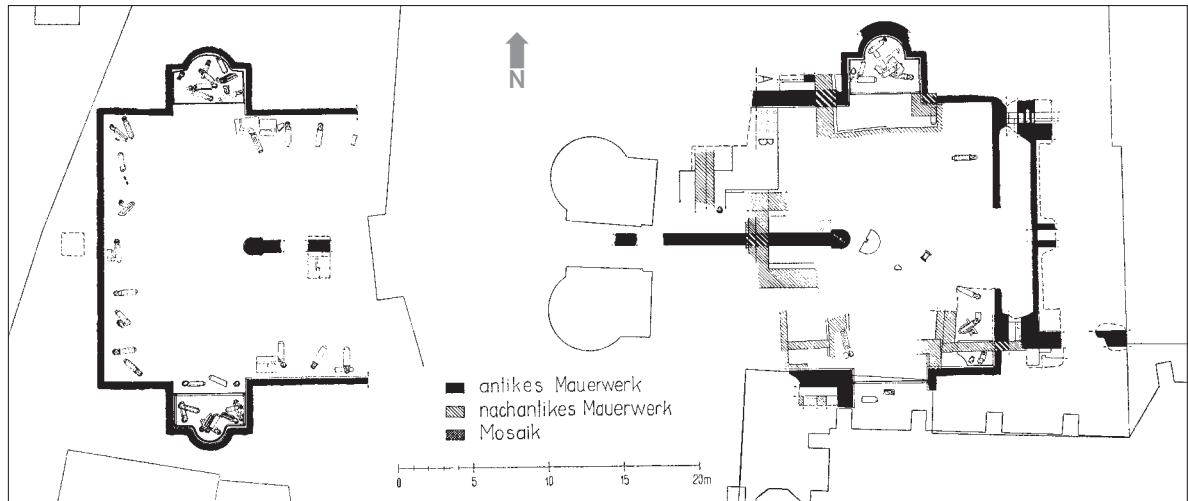 N
A
B
antikes Mauerwerk
nachantikes Mauerwerk
Mosaik
0 5 10 15 20m